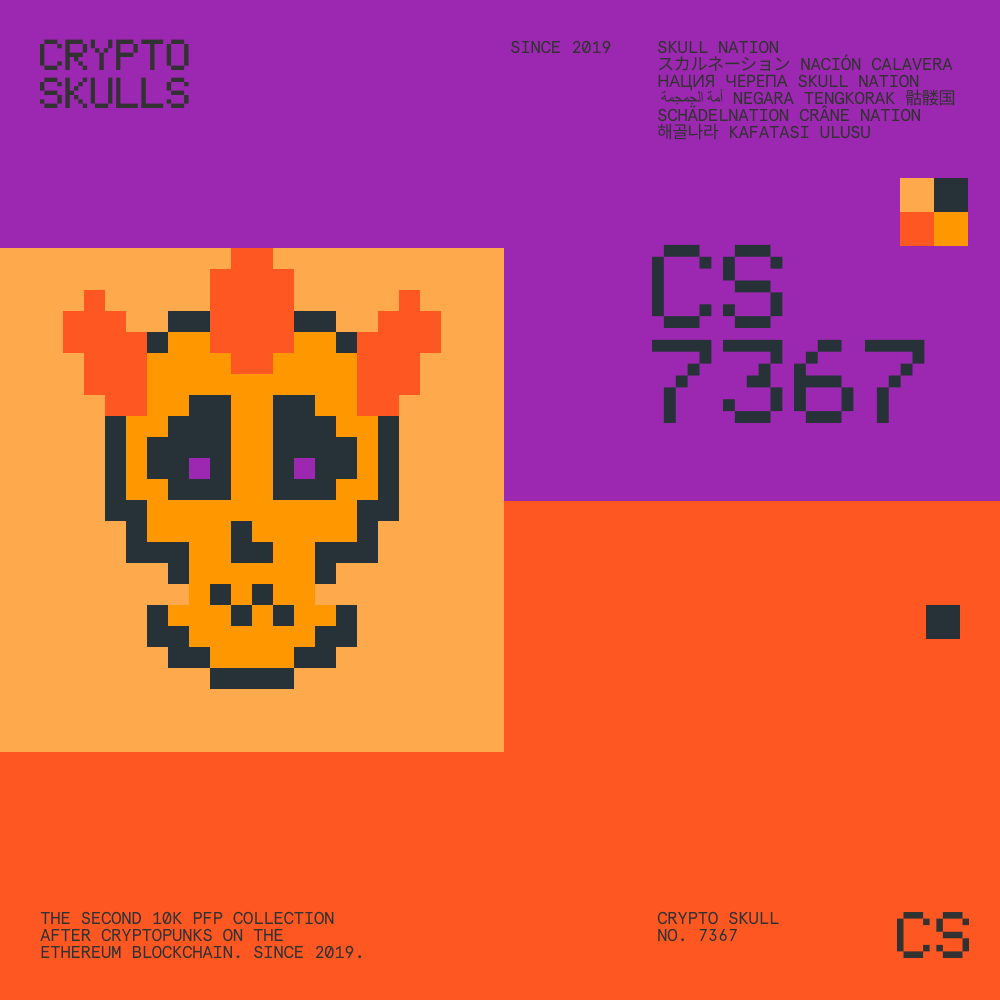 CRYPTO
SKULLS
SINCE 2019
SKULL NATION
スカルネーション NACIÓN CALAVERA
НАЦИЯ ЧЕРЕПА SKULL NATION
أمة الجمجمة NEGARA TENGKORAK 骷髅国
SCHÄDELNATION CRÂNE NATION
해골나라 KAFATASI ULUSU
CS
7367
THE SECOND 10K PFP COLLECTION
AFTER CRYPTOPUNKS ON THE
ETHEREUM BLOCKCHAIN. SINCE 2019.
CRYPTO SKULL
NO. 7367
CS